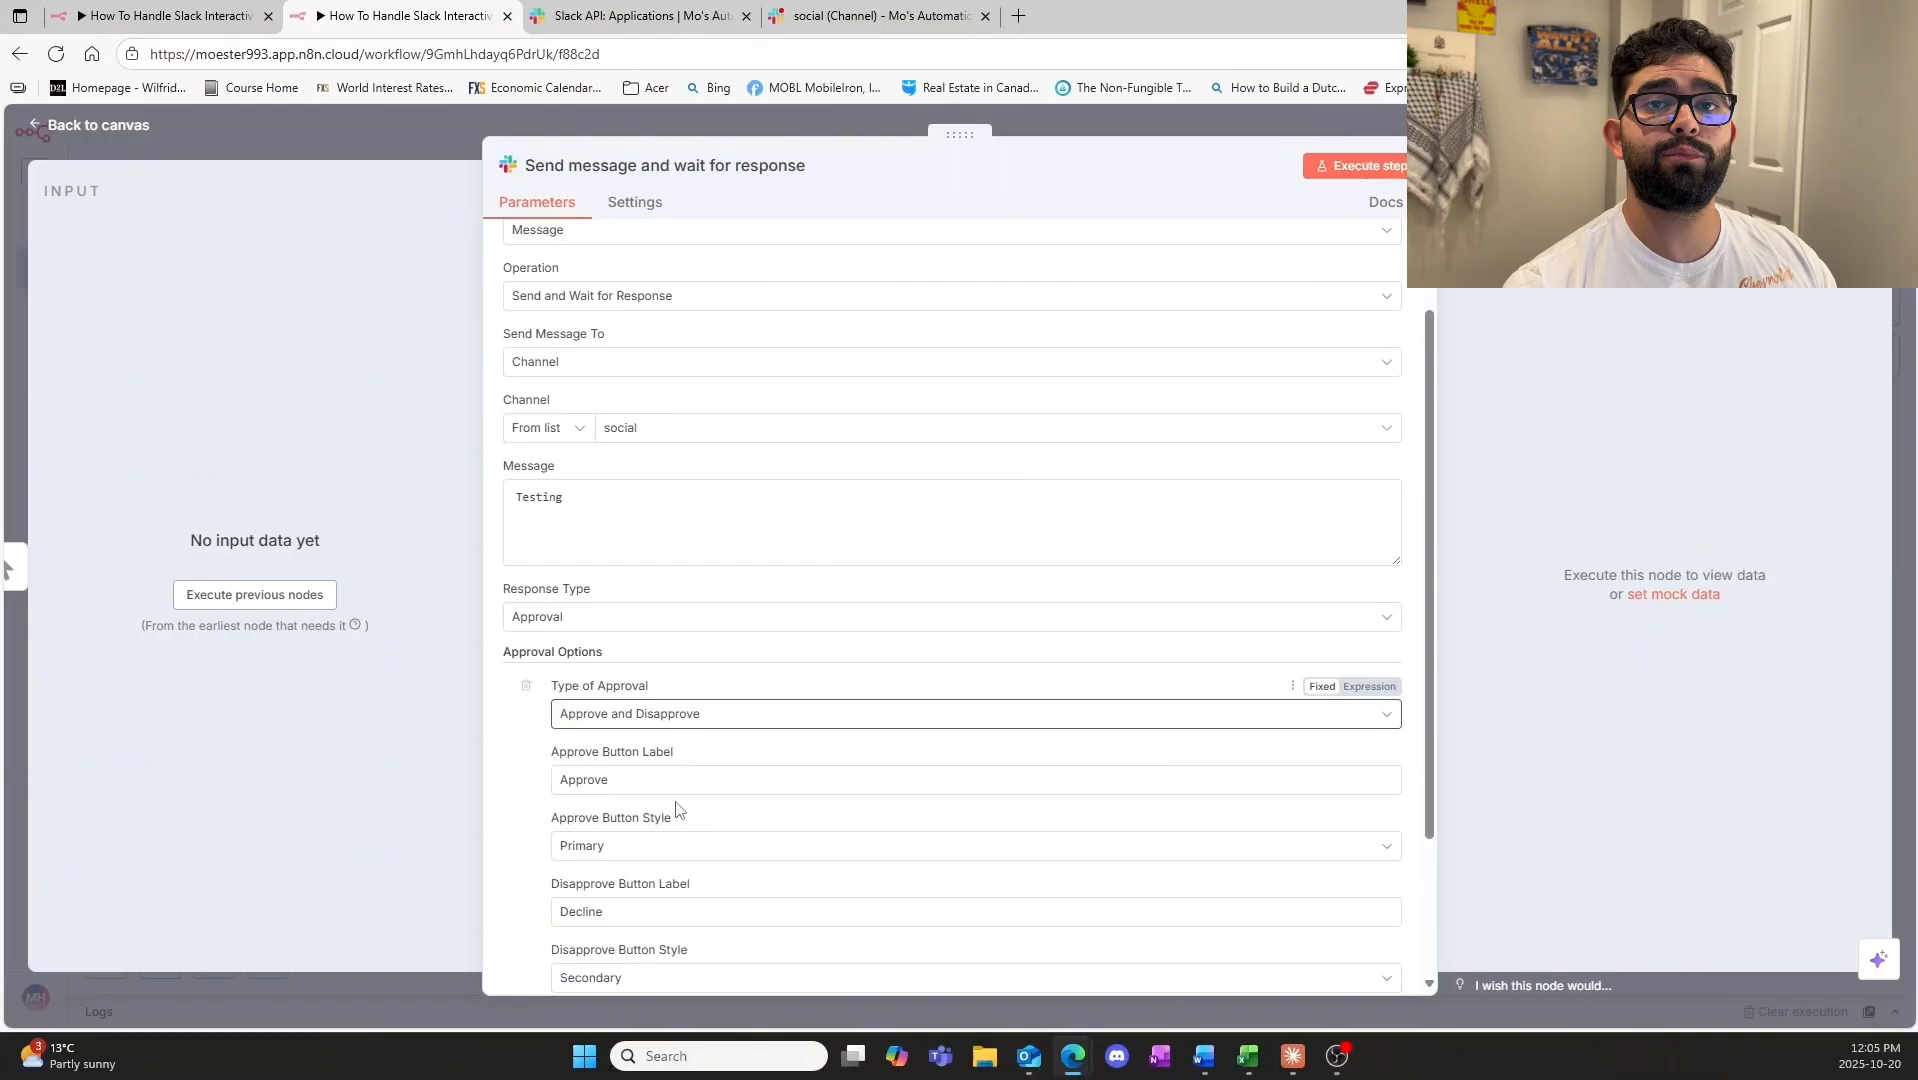 ▶ How To Handle Slack Interactiv
▶ How To Handle Slack Interactiv
Slack API: Applications | Mo's Aut
social (Channel) - Mo's Automatic
https://moester993.app.n8n.cloud/workflow/9GmhLhdayq6PdrUk/f88c2d
D2L Homepage - Wilfrid...
Course Home
FXS World Interest Rates...
FXS Economic Calendar...
Acer
Bing
MOBL MobileIron, I...
Real Estate in Canad...
The Non-Fungible T...
How to Build a Dutc...
Expr
Back to canvas
INPUT
Send message and wait for response
Execute step
Parameters
Settings
Docs
Message
Operation
Send and Wait for Response
Send Message To
Channel
Channel
From list
social
Message
Testing
No input data yet
Execute previous nodes
(From the earliest node that needs it ? )
Response Type
Approval
Approval Options
Type of Approval
Fixed Expression
Approve and Disapprove
Approve Button Label
Approve
Approve Button Style
Primary
Disapprove Button Label
Decline
Disapprove Button Style
Secondary
Execute this node to view data
or set mock data
I wish this node would...
MH
Logs
Clear execution
3
13°C
Partly sunny
Search
12:05 PM
2025-10-20
Chevrolet